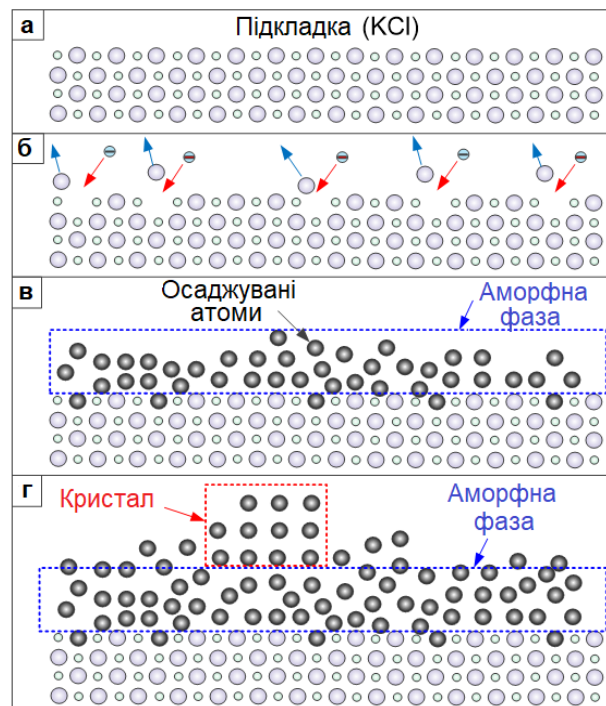 а
Підкладка (KCl)
б
в
Осаджувані
атоми
Аморфна
фаза
г
Кристал
Аморфна
фаза